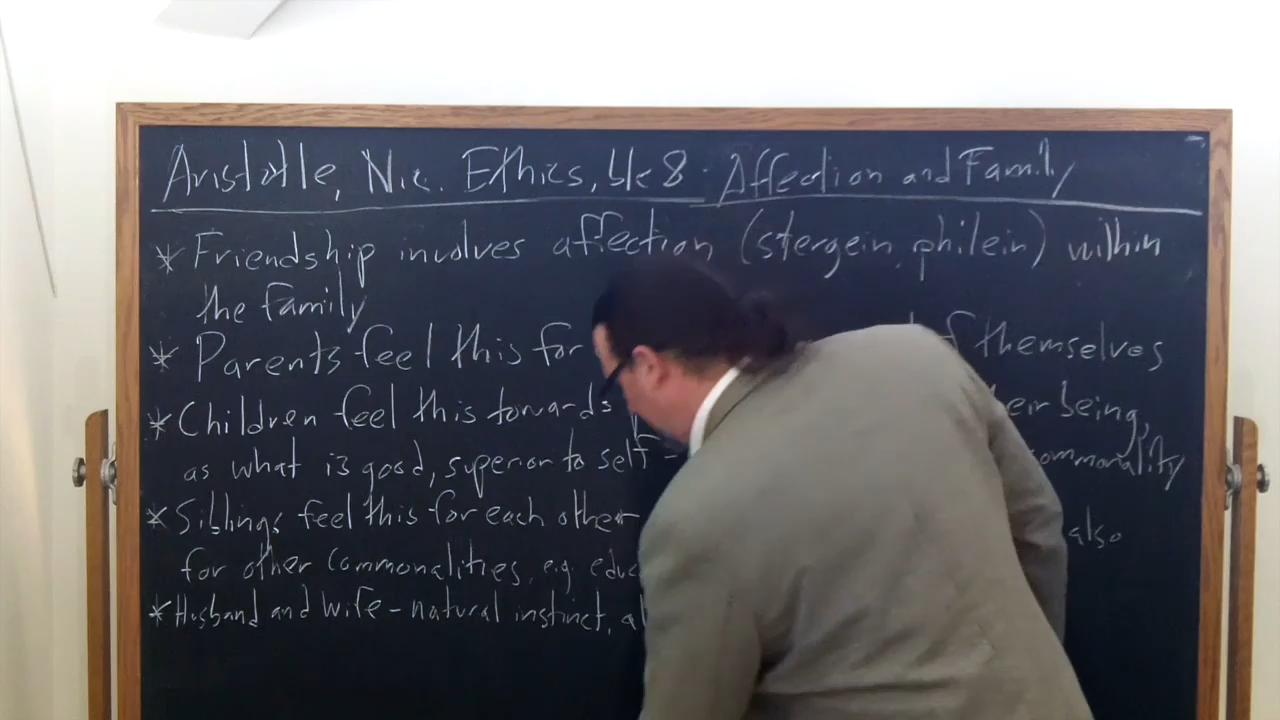 Aristotle, Nic. Ethics, bk 8: Affection and Family
* Friendship involves affection (stergein, philein) within
the family
* Parents feel this for themselves
* Children feel this towards being,
as what is good, superior to self - commonality
* Siblings feel this for each other also
for other commonalities, e.g.
* Husband and wife - natural instinct,